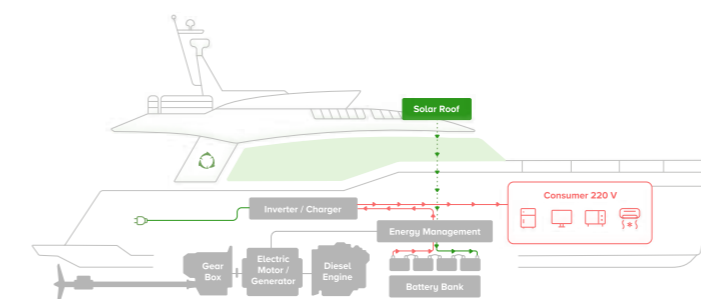 Solar Roof
Consumer 220 V
Inverter / Charger
Energy Management
Gear
Box
Electric
Motor /
Generator
Diesel
Engine
Battery Bank